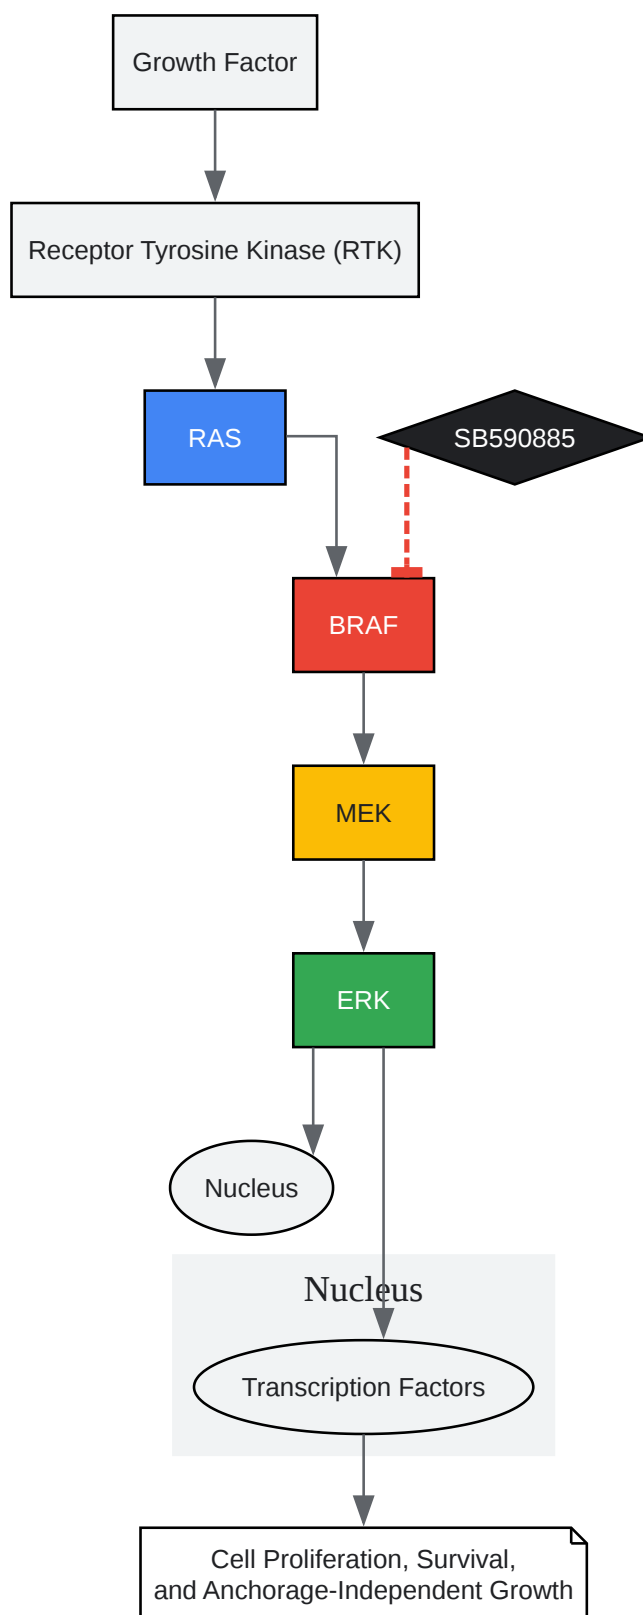 Growth Factor
Receptor Tyrosine Kinase (RTK)
RAS
SB590885
BRAF
MEK
ERK
Nucleus
Nucleus
Transcription Factors
Cell Proliferation, Survival,
and Anchorage-Independent Growth